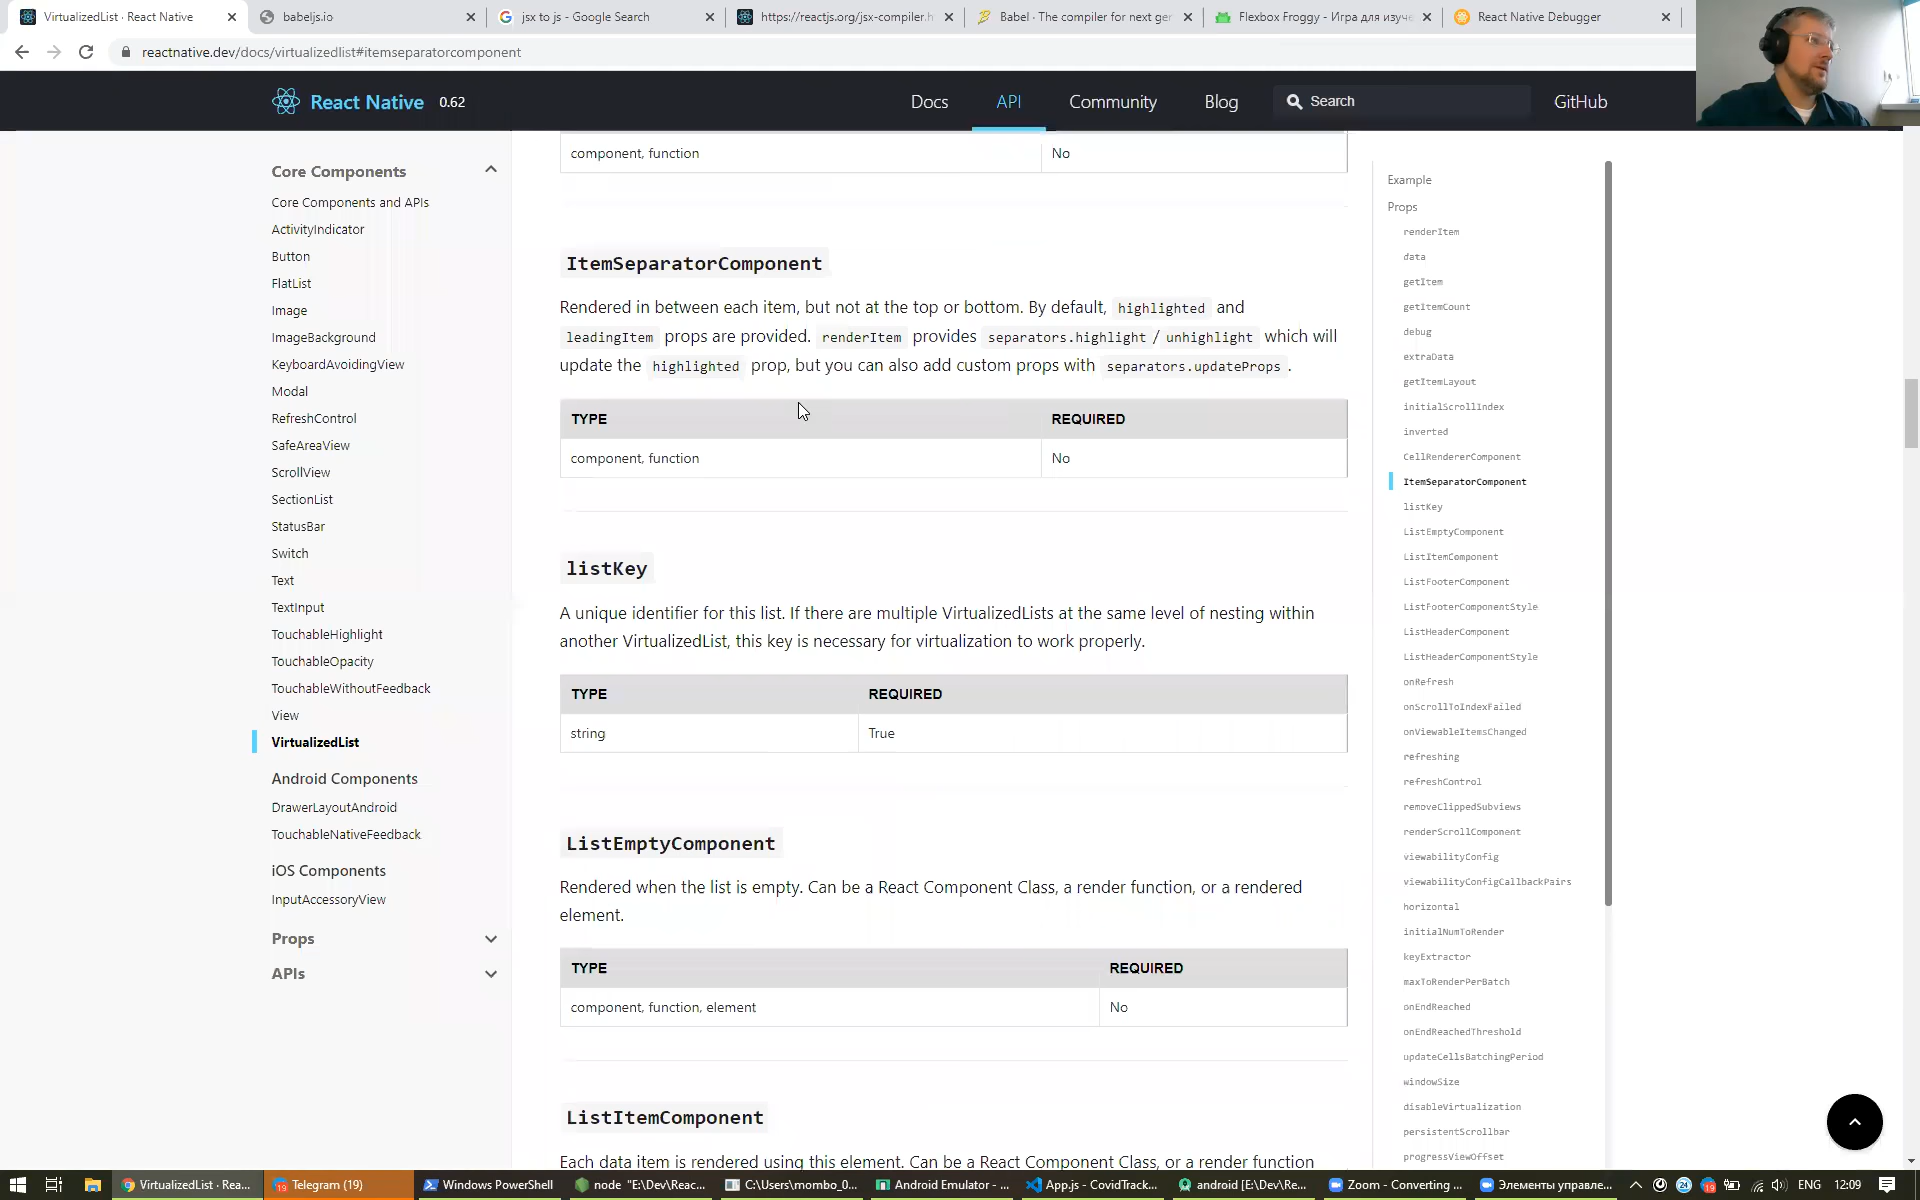 VirtualizedList · React Native
babeljs.io
jsx to js - Google Search
https://reactjs.org/jsx-compiler.h
Babel · The compiler for next ger
Flexbox Froggy - Игра для изуче
React Native Debugger
reactnative.dev/docs/virtualizedlist#itemseparatorcomponent
React Native 0.62
Docs
API
Community
Blog
Search
GitHub
Core Components
Core Components and APIs
ActivityIndicator
Button
FlatList
Image
ImageBackground
KeyboardAvoidingView
Modal
RefreshControl
SafeAreaView
ScrollView
SectionList
StatusBar
Switch
Text
TextInput
TouchableHighlight
TouchableOpacity
TouchableWithoutFeedback
View
VirtualizedList
Android Components
DrawerLayoutAndroid
TouchableNativeFeedback
iOS Components
InputAccessoryView
Props
APIs
component, function No
ItemSeparatorComponent
Rendered in between each item, but not at the top or bottom. By default, highlighted and
leadingItem props are provided. renderItem provides separators.highlight / unhighlight which will
update the highlighted prop, but you can also add custom props with separators.updateProps .
TYPE REQUIRED
component, function No
listKey
A unique identifier for this list. If there are multiple VirtualizedLists at the same level of nesting within
another VirtualizedList, this key is necessary for virtualization to work properly.
TYPE REQUIRED
string True
ListEmptyComponent
Rendered when the list is empty. Can be a React Component Class, a render function, or a rendered
element.
TYPE REQUIRED
component, function, element No
ListItemComponent
Each data item is rendered using this element. Can be a React Component Class, or a render function
Example
Props
renderItem
data
getItem
getItemCount
debug
extraData
getItemLayout
initialScrollIndex
inverted
CellRendererComponent
ItemSeparatorComponent
listKey
ListEmptyComponent
ListItemComponent
ListFooterComponent
ListFooterComponentStyle
ListHeaderComponent
ListHeaderComponentStyle
onRefresh
onScrollToIndexFailed
onViewableItemsChanged
refreshing
refreshControl
removeClippedSubviews
renderScrollComponent
viewabilityConfig
viewabilityConfigCallbackPairs
horizontal
initialNumToRender
keyExtractor
maxToRenderPerBatch
onEndReached
onEndReachedThreshold
updateCellsBatchingPeriod
windowSize
disableVirtualization
persistentScrollbar
progressViewOffset
VirtualizedList · Rea...
Telegram (19)
Windows PowerShell
node "E:\Dev\Reac...
C:\Users\mombo_0...
Android Emulator - ...
App.js - CovidTrack...
android [E:\Dev\Re...
Zoom - Converting ...
Элементы управле...
24
19
ENG
12:09